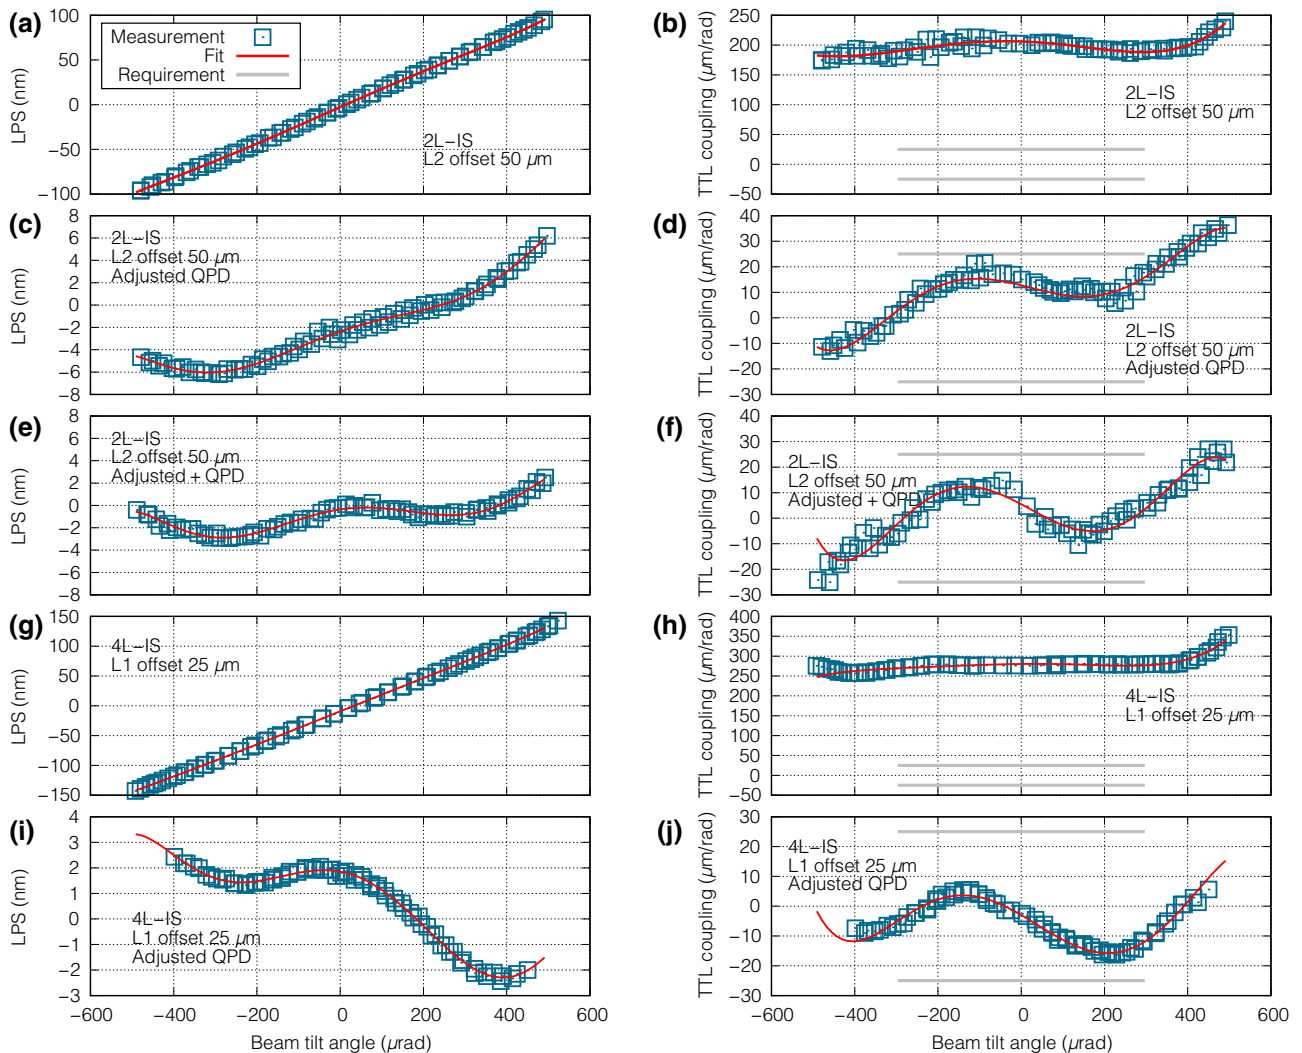 (a)
LPS (nm)
100
50
0
−50
−100
Measurement
Fit
Requirement
2L−IS
L2 offset 50 µm
(b)
TTL coupling (µm/rad)
250
200
150
100
50
0
−50
2L−IS
L2 offset 50 µm
(c)
LPS (nm)
8
6
4
2
0
−2
−4
−6
−8
2L−IS
L2 offset 50 µm
Adjusted QPD
(d)
TTL coupling (µm/rad)
40
30
20
10
0
−10
−20
−30
2L−IS
L2 offset 50 µm
Adjusted QPD
(e)
LPS (nm)
8
6
4
2
0
−2
−4
−6
−8
2L−IS
L2 offset 50 µm
Adjusted + QPD
(f)
TTL coupling (µm/rad)
40
30
20
10
0
−10
−20
−30
2L−IS
L2 offset 50 µm
Adjusted + QPD
(g)
LPS (nm)
150
100
50
0
−50
−100
−150
4L−IS
L1 offset 25 µm
(h)
TTL coupling (µm/rad)
400
350
300
250
200
150
100
50
0
−50
4L−IS
L1 offset 25 µm
(i)
LPS (nm)
4
3
2
1
0
−1
−2
−3
4L−IS
L1 offset 25 µm
Adjusted QPD
−600 −400 −200 0 200 400 600
Beam tilt angle (µrad)
(j)
TTL coupling (µm/rad)
30
20
10
0
−10
−20
−30
4L−IS
L1 offset 25 µm
Adjusted QPD
−600 −400 −200 0 200 400 600
Beam tilt angle (µrad)